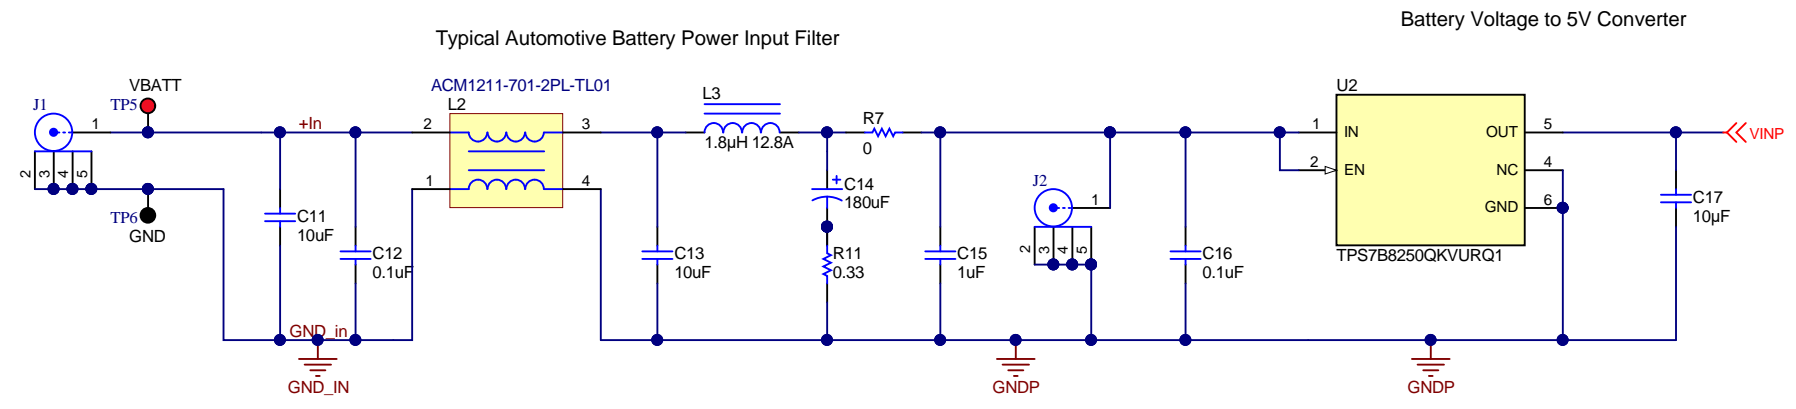 Battery Voltage to 5V Converter
Typical Automotive Battery Power Input Filter
J1
1
2
3
4
5
VBATT
TP5
TP6
GND
+In
C11
10uF
C12
0.1uF
GND_in
GND_IN
ACM1211-701-2PL-TL01
L2
2
3
1
4
C13
10uF
L3
1.8µH 12.8A
+
C14
180uF
R11
0.33
R7
0
C15
1uF
J2
1
2
3
4
5
GNDP
C16
0.1uF
U2
1
IN
OUT
5
2
EN
NC
4
GND
6
TPS7B8250QKVURQ1
GNDP
C17
10µF
VINP